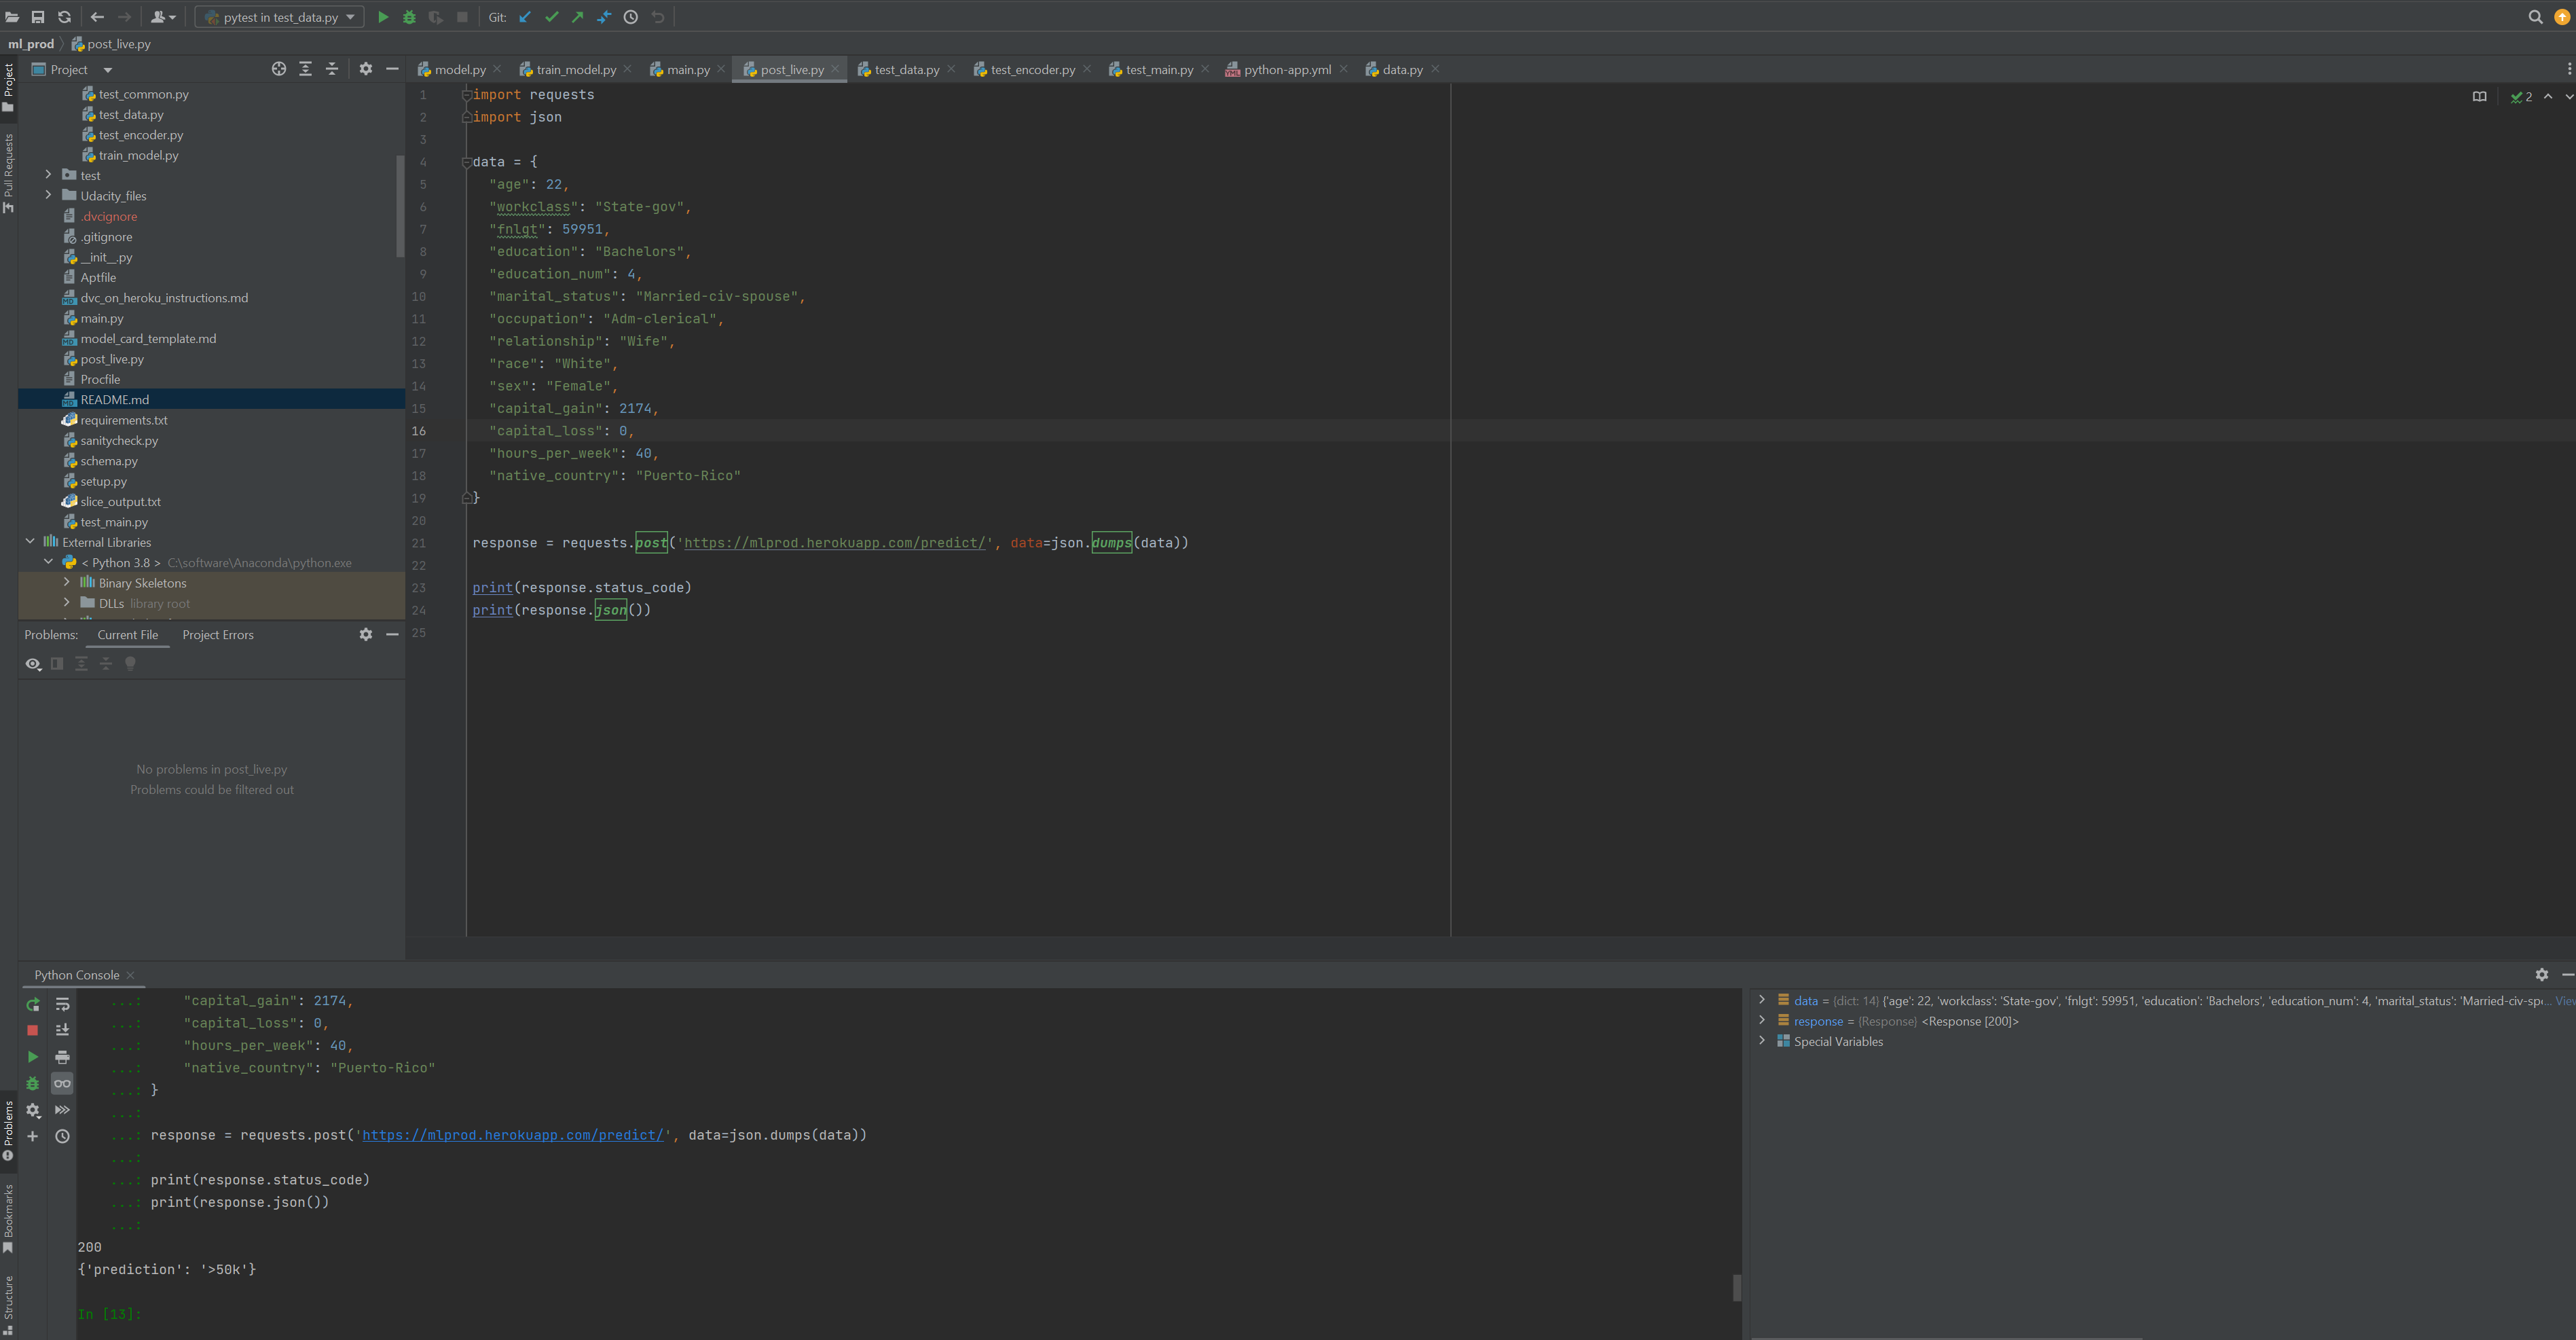 pytest in test_data.py
Git:
ml_prod
post_live.py
Project
model.py
train_model.py
main.py
post_live.py
test_data.py
test_encoder.py
test_main.py
python-app.yml
data.py
Project
Pull Requests
test_common.py
test_data.py
test_encoder.py
train_model.py
test
Udacity_files
.dvcignore
.gitignore
__init__.py
Aptfile
dvc_on_heroku_instructions.md
main.py
model_card_template.md
post_live.py
Procfile
README.md
requirements.txt
sanitycheck.py
schema.py
setup.py
slice_output.txt
test_main.py
External Libraries
< Python 3.8 > C:\software\Anaconda\python.exe
Binary Skeletons
DLLs library root
Problems: Current File Project Errors
No problems in post_live.py
Problems could be filtered out
2
1 import requests
2 import json
3
4 data = {
5 "age": 22,
6 "workclass": "State-gov",
7 "fnlgt": 59951,
8 "education": "Bachelors",
9 "education_num": 4,
10 "marital_status": "Married-civ-spouse",
11 "occupation": "Adm-clerical",
12 "relationship": "Wife",
13 "race": "White",
14 "sex": "Female",
15 "capital_gain": 2174,
16 "capital_loss": 0,
17 "hours_per_week": 40,
18 "native_country": "Puerto-Rico"
19 }
20
21 response = requests.post('https://mlprod.herokuapp.com/predict/', data=json.dumps(data))
22
23 print(response.status_code)
24 print(response.json())
25
Python Console
...: "capital_gain": 2174,
...: "capital_loss": 0,
...: "hours_per_week": 40,
...: "native_country": "Puerto-Rico"
...: }
...:
...: response = requests.post('https://mlprod.herokuapp.com/predict/', data=json.dumps(data))
...:
...: print(response.status_code)
...: print(response.json())
...:
200
{'prediction': '>50k'}
In [13]:
data = {dict: 14} {'age': 22, 'workclass': 'State-gov', 'fnlgt': 59951, 'education': 'Bachelors', 'education_num': 4, 'marital_status': 'Married-civ-sp... View
response = {Response} <Response [200]>
Special Variables
Problems
Bookmarks
Structure